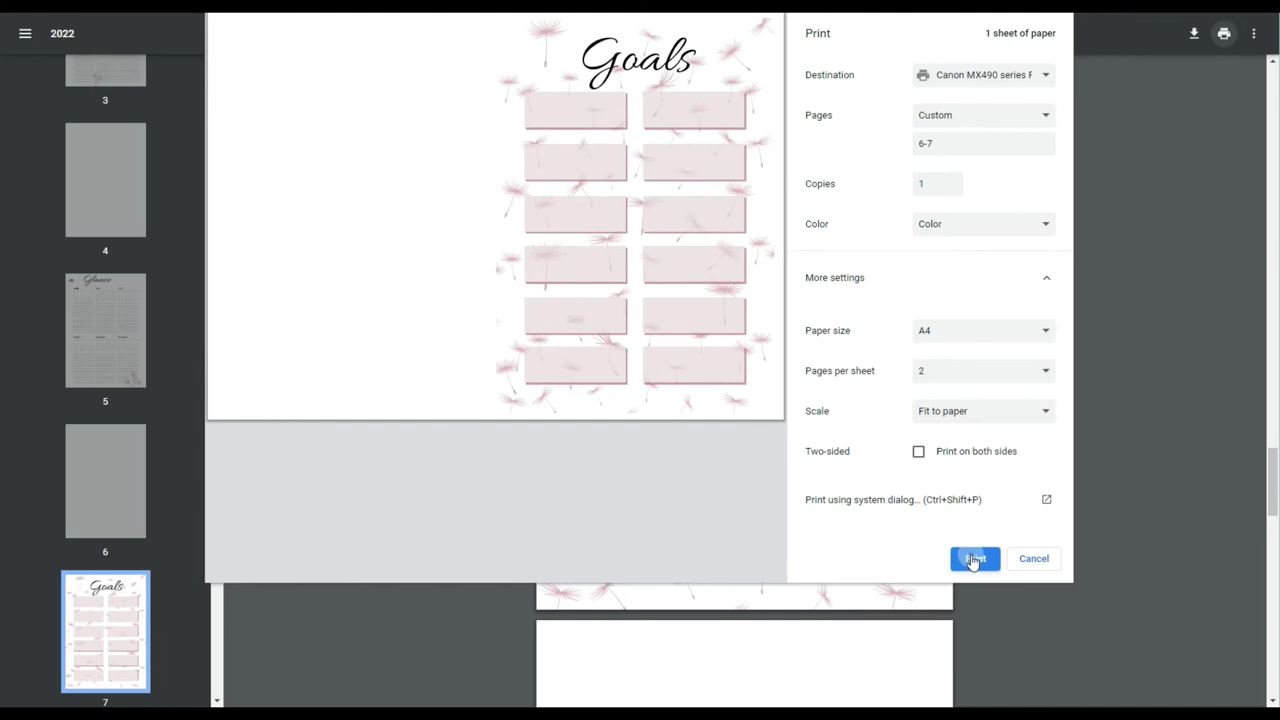 2022
3
4
Glance
5
6
Goals
7
Goals
Print
1 sheet of paper
Destination
Canon MX490 series F
Pages
Custom
6-7
Copies
1
Color
Color
More settings
Paper size
A4
Pages per sheet
2
Scale
Fit to paper
Two-sided
Print on both sides
Print using system dialog... (Ctrl+Shift+P)
Print
Cancel